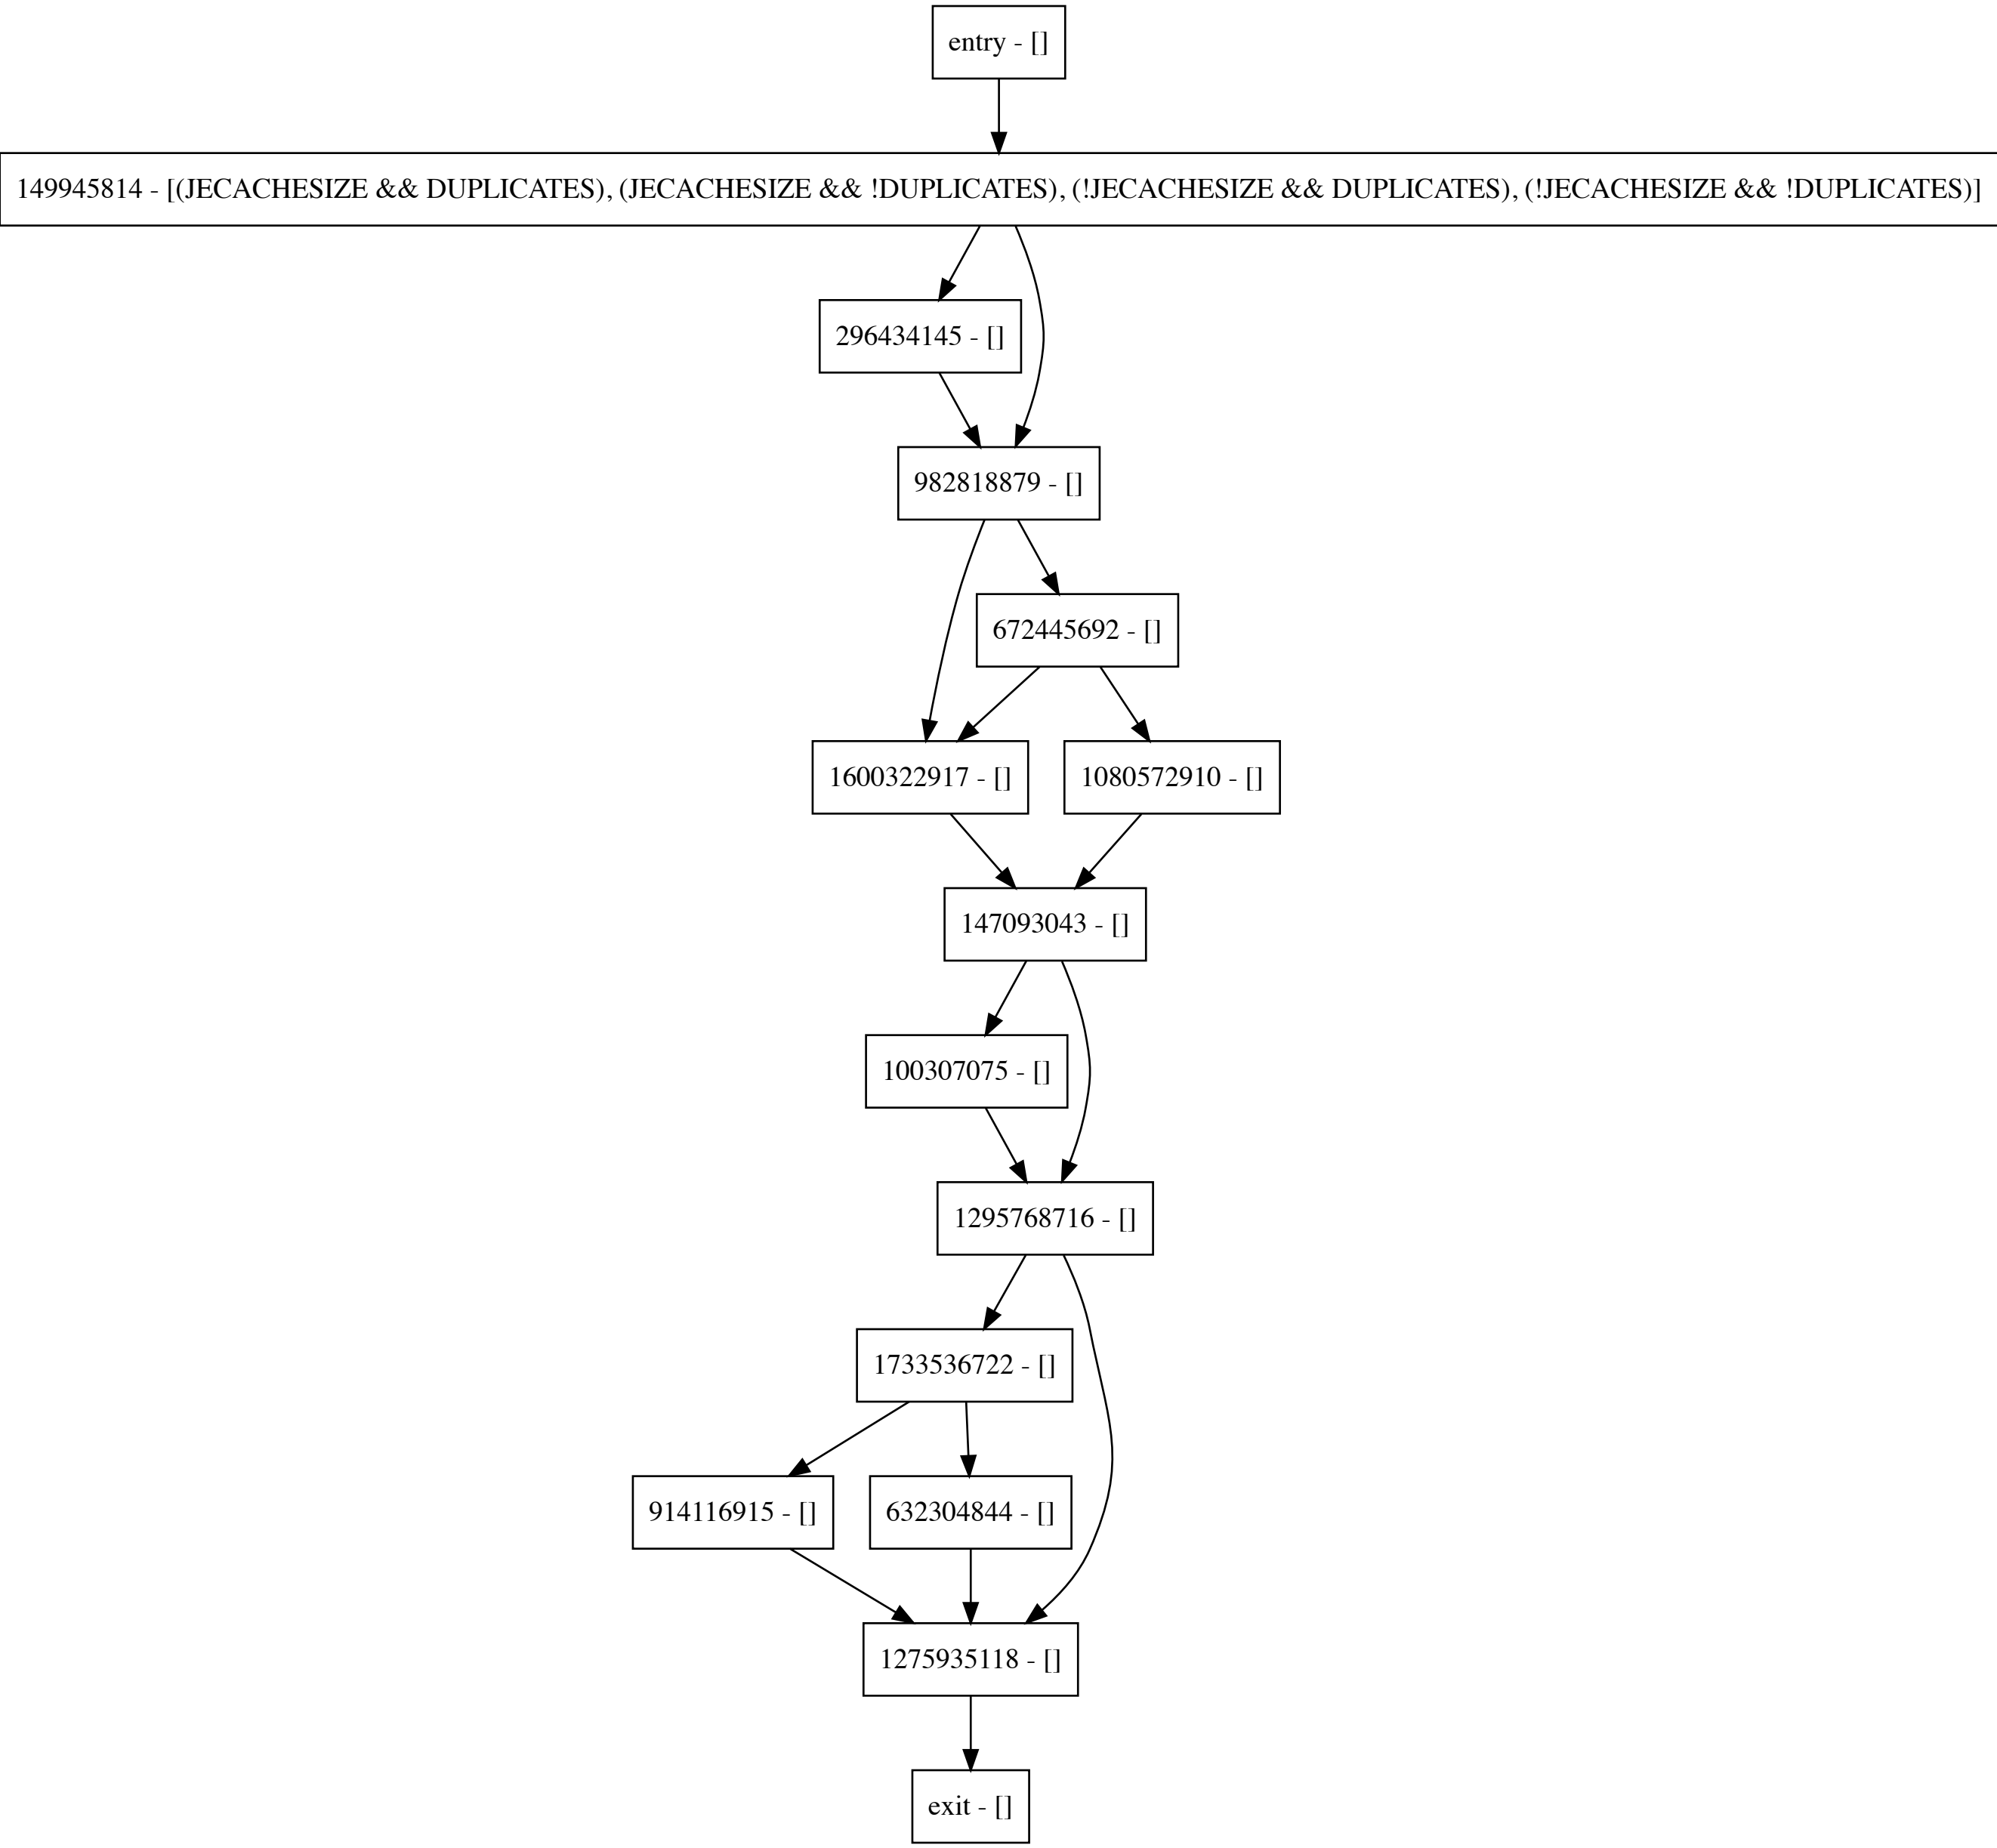 entry - []
149945814 - [(JECACHESIZE && DUPLICATES), (JECACHESIZE && !DUPLICATES), (!JECACHESIZE && DUPLICATES), (!JECACHESIZE && !DUPLICATES)]
296434145 - []
982818879 - []
672445692 - []
1600322917 - []
1080572910 - []
147093043 - []
100307075 - []
1295768716 - []
1733536722 - []
914116915 - []
632304844 - []
1275935118 - []
exit - []